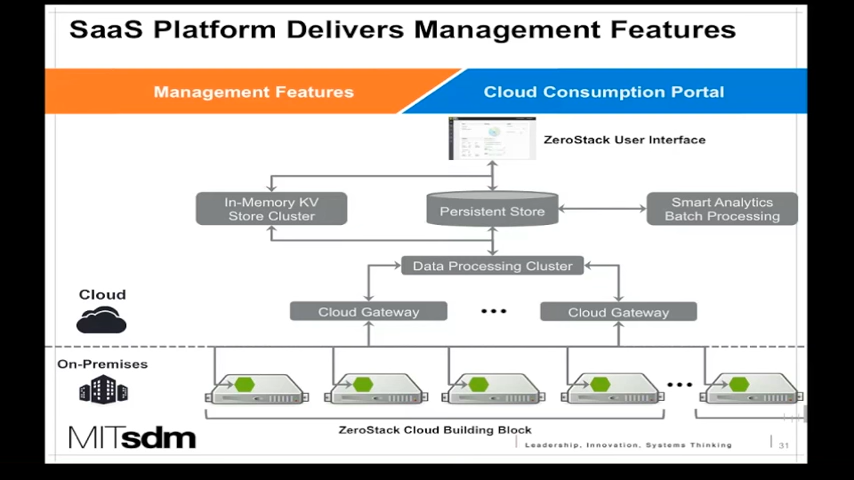 SaaS Platform Delivers Management Features
Management Features
Cloud Consumption Portal
ZeroStack User Interface
In-Memory KV
Store Cluster
Persistent Store
Smart Analytics
Batch Processing
Data Processing Cluster
Cloud
Cloud Gateway
•••
Cloud Gateway
On-Premises
•••
ZeroStack Cloud Building Block
MITsdm
Leadership, Innovation, Systems Thinking
31